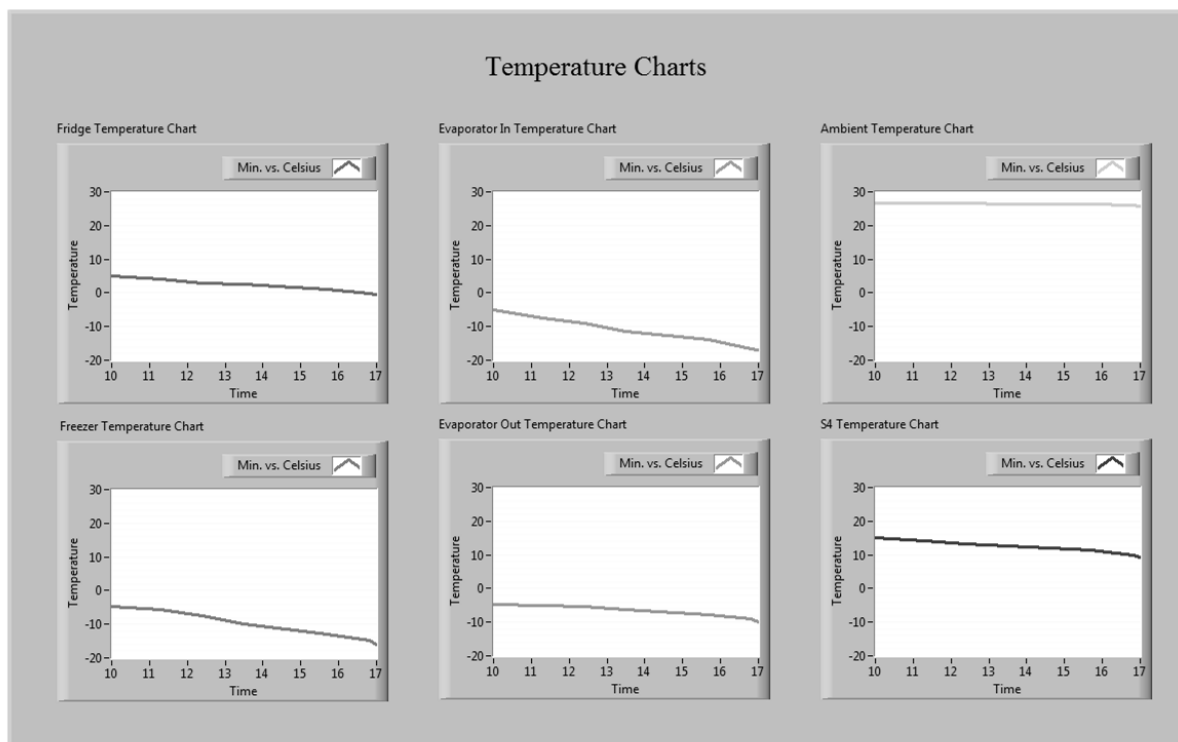 Temperature Charts
Fridge Temperature Chart
Min. vs. Celsius
30
20
10
0
-10
-20
Temperature
10 11 12 13 14 15 16 17
Time
Evaporator In Temperature Chart
Min. vs. Celsius
30
20
10
0
-10
-20
Temperature
10 11 12 13 14 15 16 17
Time
Ambient Temperature Chart
Min. vs. Celsius
30
20
10
0
-10
-20
Temperature
10 11 12 13 14 15 16 17
Time
Freezer Temperature Chart
Min. vs. Celsius
30
20
10
0
-10
-20
Temperature
10 11 12 13 14 15 16 17
Time
Evaporator Out Temperature Chart
Min. vs. Celsius
30
20
10
0
-10
-20
Temperature
10 11 12 13 14 15 16 17
Time
S4 Temperature Chart
Min. vs. Celsius
30
20
10
0
-10
-20
Temperature
10 11 12 13 14 15 16 17
Time